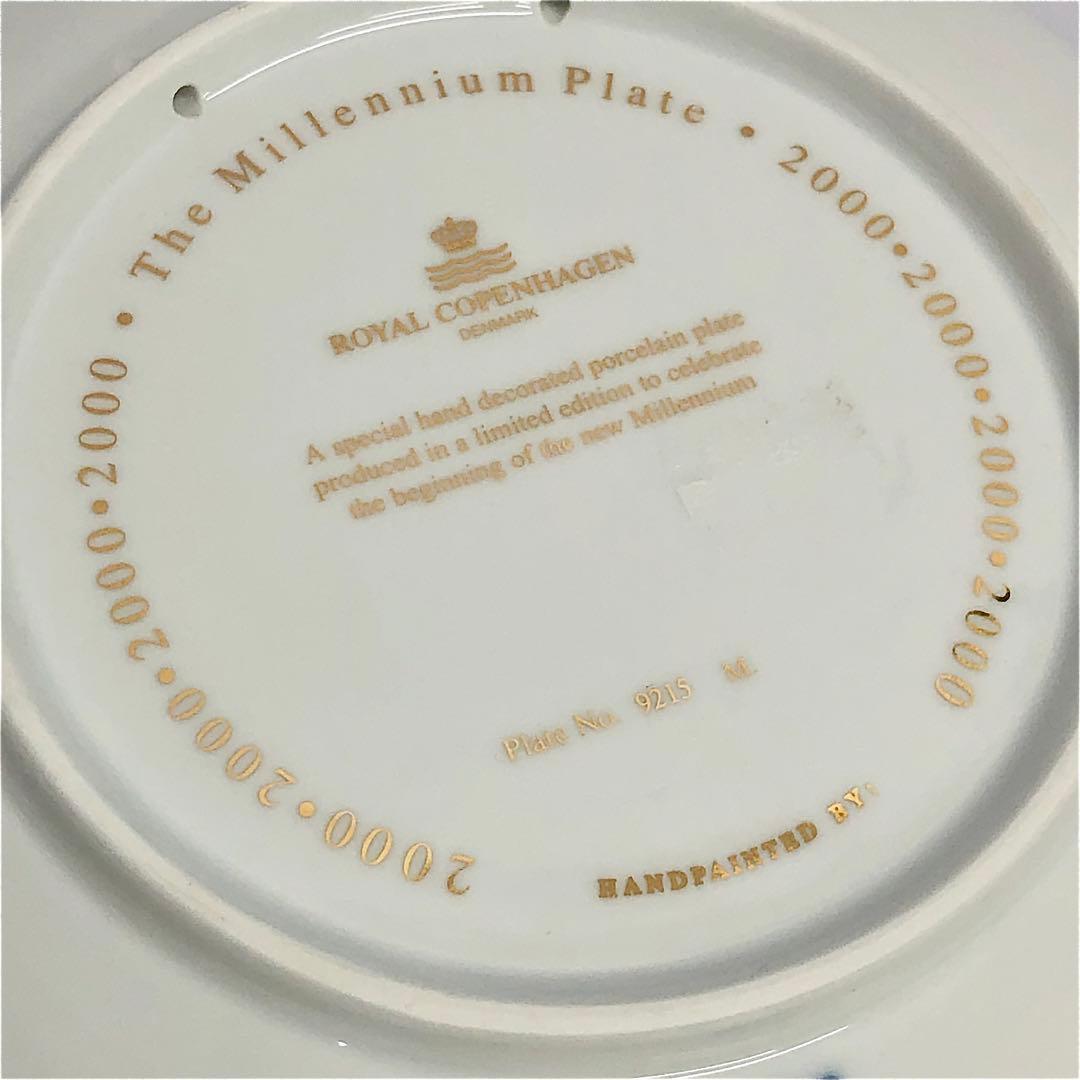 The Millennium Plate • 2000 • 2000 • 2000 • 2000
2000 • 2000 • 2000 • 2000 •
ROYAL COPENHAGEN
DENMARK
A special hand decorated porcelain plate
produced in a limited edition to celebrate
the beginning of the new Millennium
Plate No. 9215 M.
HANDPAINTED BY: